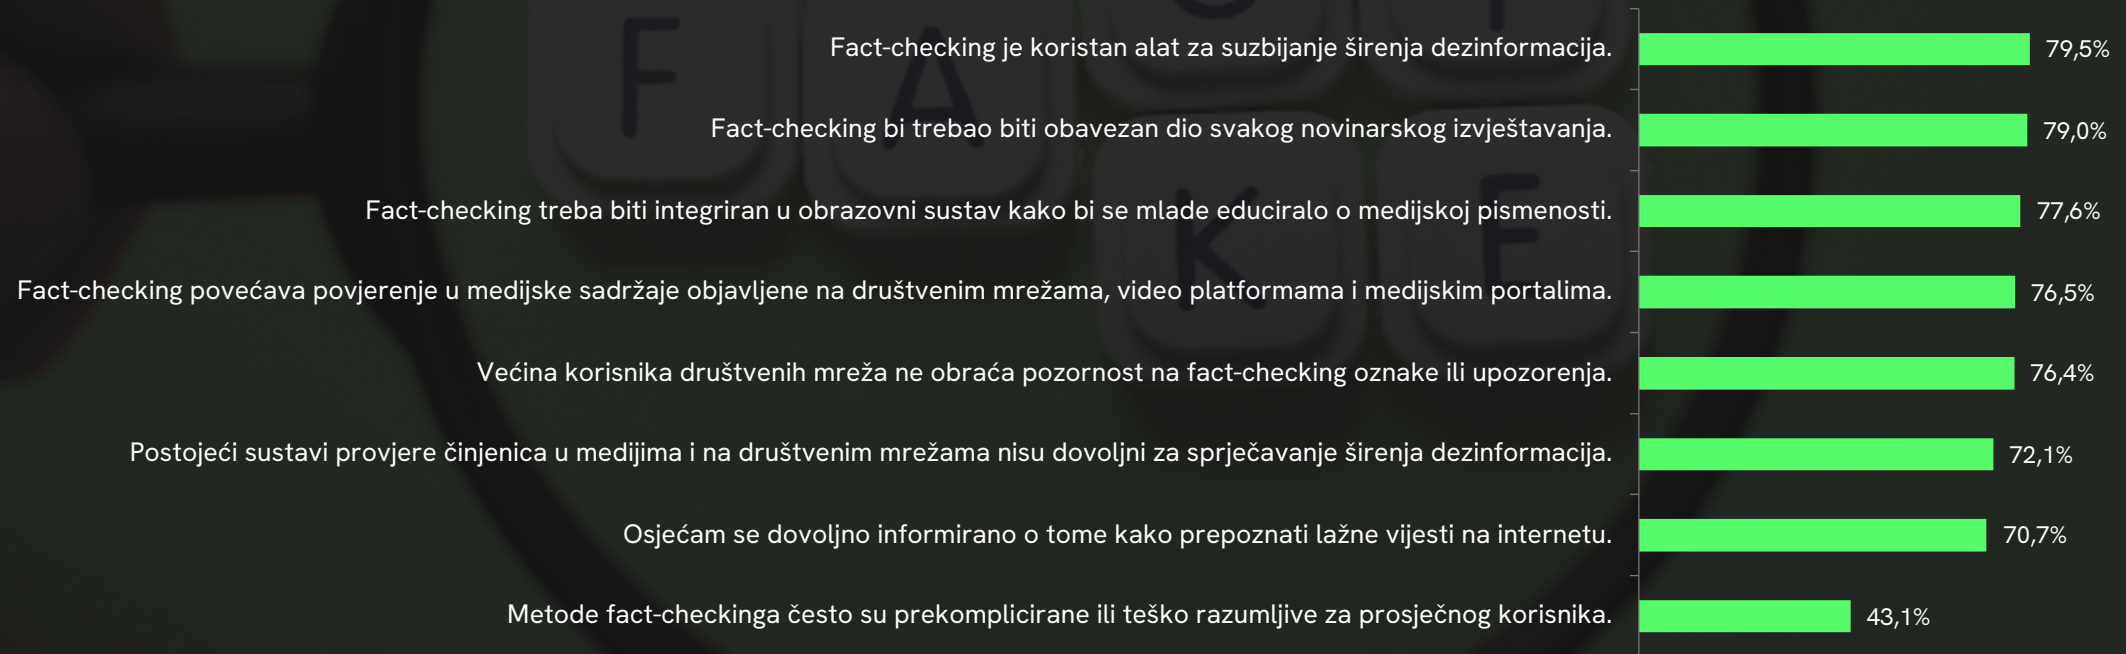 Fact-checking je koristan alat za suzbijanje širenja dezinformacija. 79,5%
Fact-checking bi trebao biti obavezan dio svakog novinarskog izvještavanja. 79,0%
Fact-checking treba biti integriran u obrazovni sustav kako bi se mlade educiralo o medijskoj pismenosti. 77,6%
Fact-checking povećava povjerenje u medijske sadržaje objavljene na društvenim mrežama, video platformama i medijskim portalima. 76,5%
Većina korisnika društvenih mreža ne obraća pozornost na fact-checking oznake ili upozorenja. 76,4%
Postojeći sustavi provjere činjenica u medijima i na društvenim mrežama nisu dovoljni za sprječavanje širenja dezinformacija. 72,1%
Osjećam se dovoljno informirano o tome kako prepoznati lažne vijesti na internetu. 70,7%
Metode fact-checkinga često su prekomplicirane ili teško razumljive za prosječnog korisnika. 43,1%
F A
K E